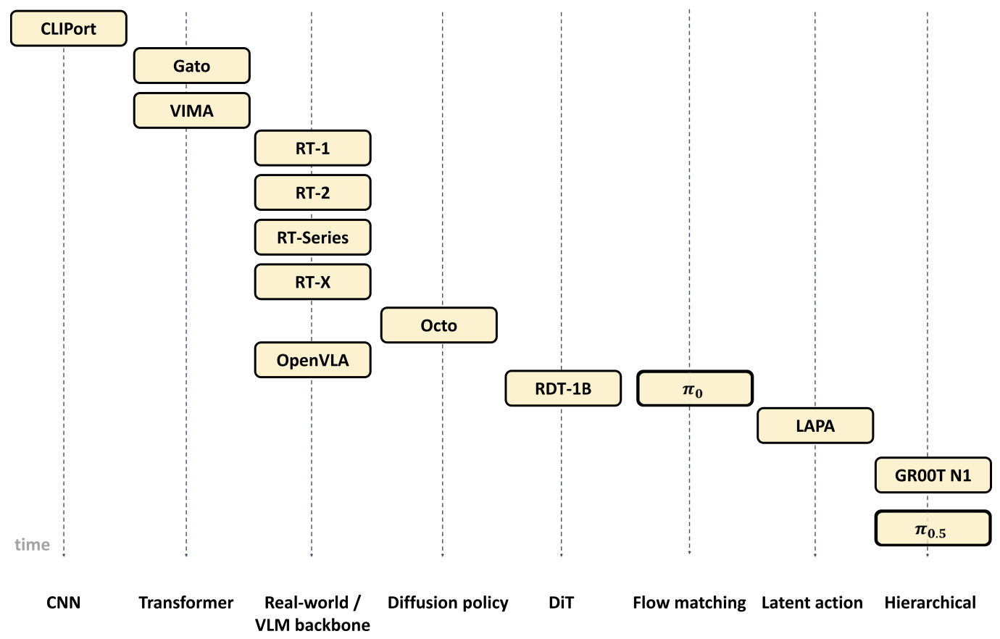 CLIPort
Gato
VIMA
RT-1
RT-2
RT-Series
RT-X
Octo
OpenVLA
RDT-1B
π₀
LAPA
GR00T N1
π₀.₅
time
CNN
Transformer
Real-world /
VLM backbone
Diffusion policy
DiT
Flow matching
Latent action
Hierarchical